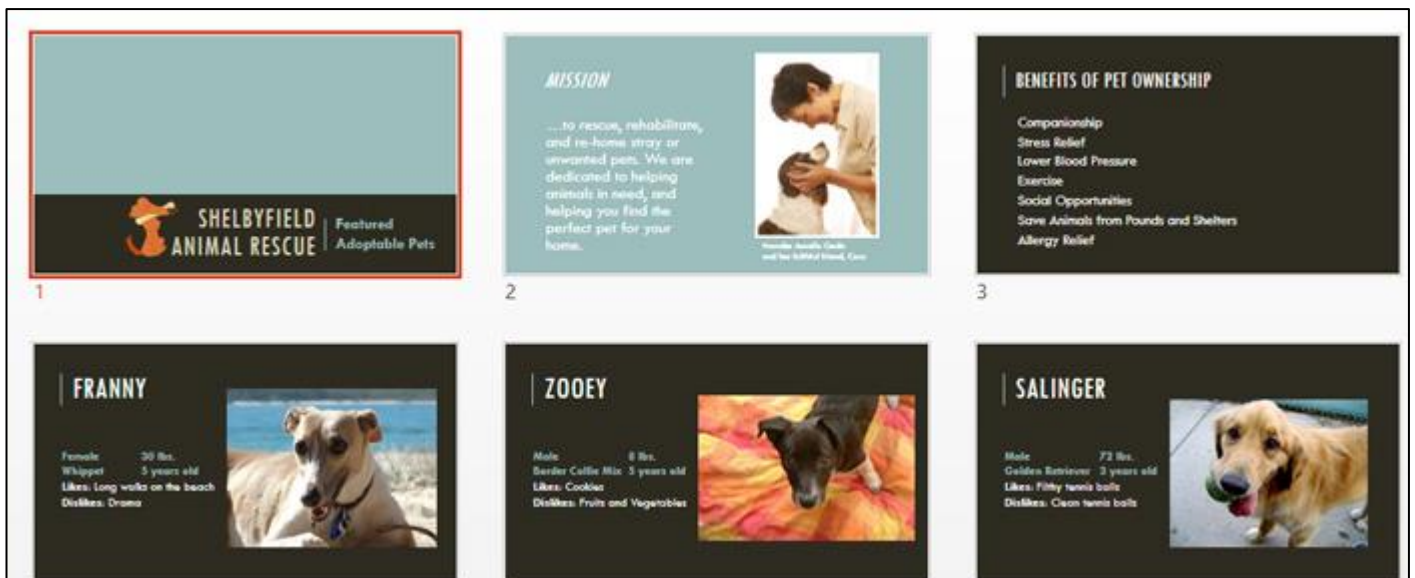 SHELBYFIELD
ANIMAL RESCUE
Featured
Adoptable Pets
1
MISSION
....to rescue, rehabilitate,
and re-home stray or
unwanted pets. We are
dedicated to helping
animals in need, and
helping you find the
perfect pet for your
home.
and her faithful friend, Coco
2
BENEFITS OF PET OWNERSHIP
Companionship
Stress Relief
Lower Blood Pressure
Exercise
Social Opportunities
Save Animals from Pounds and Shelters
Allergy Relief
3
FRANNY
Female 30 lbs.
Whippet 5 years old
Likes: Long walks on the beach
Dislikes: Drama
ZOOEY
Male 8 lbs.
Border Collie Mix 5 years old
Likes: Cookies
Dislikes: Fruits and Vegetables
SALINGER
Male 72 lbs.
Golden Retriever 3 years old
Likes: Filthy tennis balls
Dislikes: Clean tennis balls